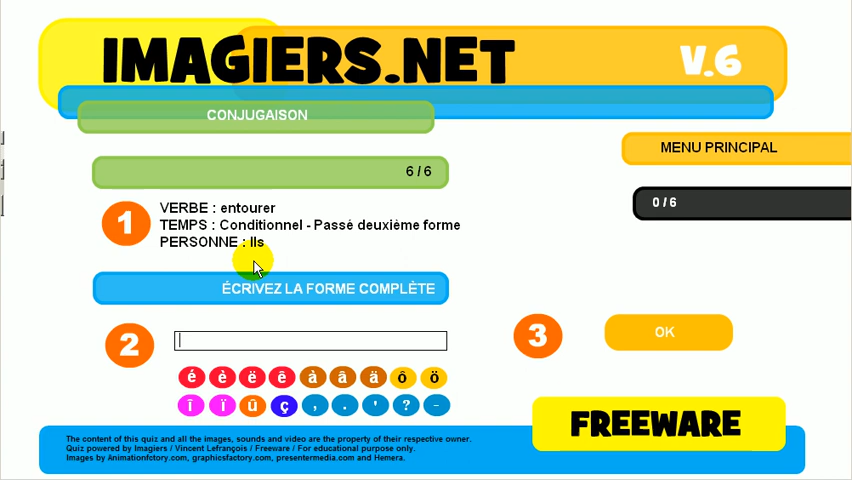 IMAGIERS.NET
V.6
CONJUGAISON
MENU PRINCIPAL
6 / 6
0 / 6
1
VERBE : entourer
TEMPS : Conditionnel - Passé deuxième forme
PERSONNE : Ils
ÉCRIVEZ LA FORME COMPLÈTE
2
3
OK
é è ë ê à â ä ô ö
î ï û ç , . ' ? -
FREEWARE
The content of this quiz and all the images, sounds and video are the property of their respective owner.
Quiz powered by Imagiers / Vincent Lefrançois / Freeware / For educational purpose only.
Images by Animationfctory.com, graphicsfactory.com, presentermedia.com and Hemera.